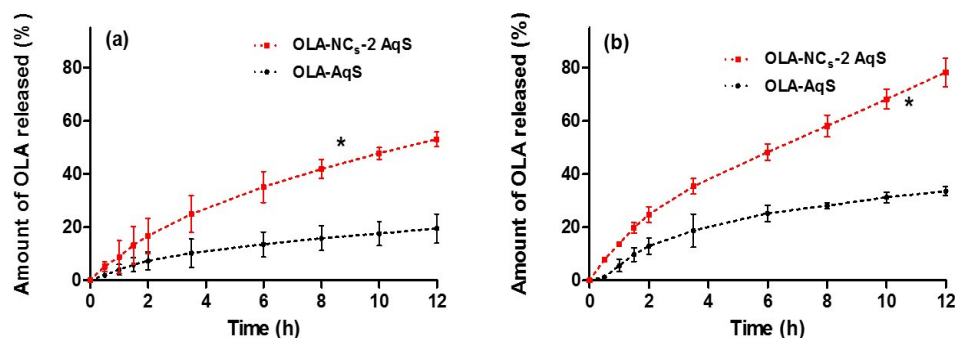 (a)
OLA-NCs-2 AqS
OLA-AqS
*
Amount of OLA released (%)
80
60
40
20
0
0 2 4 6 8 10 12
Time (h)
(b)
OLA-NCs-2 AqS
OLA-AqS
*
Amount of OLA released (%)
80
60
40
20
0
0 2 4 6 8 10 12
Time (h)